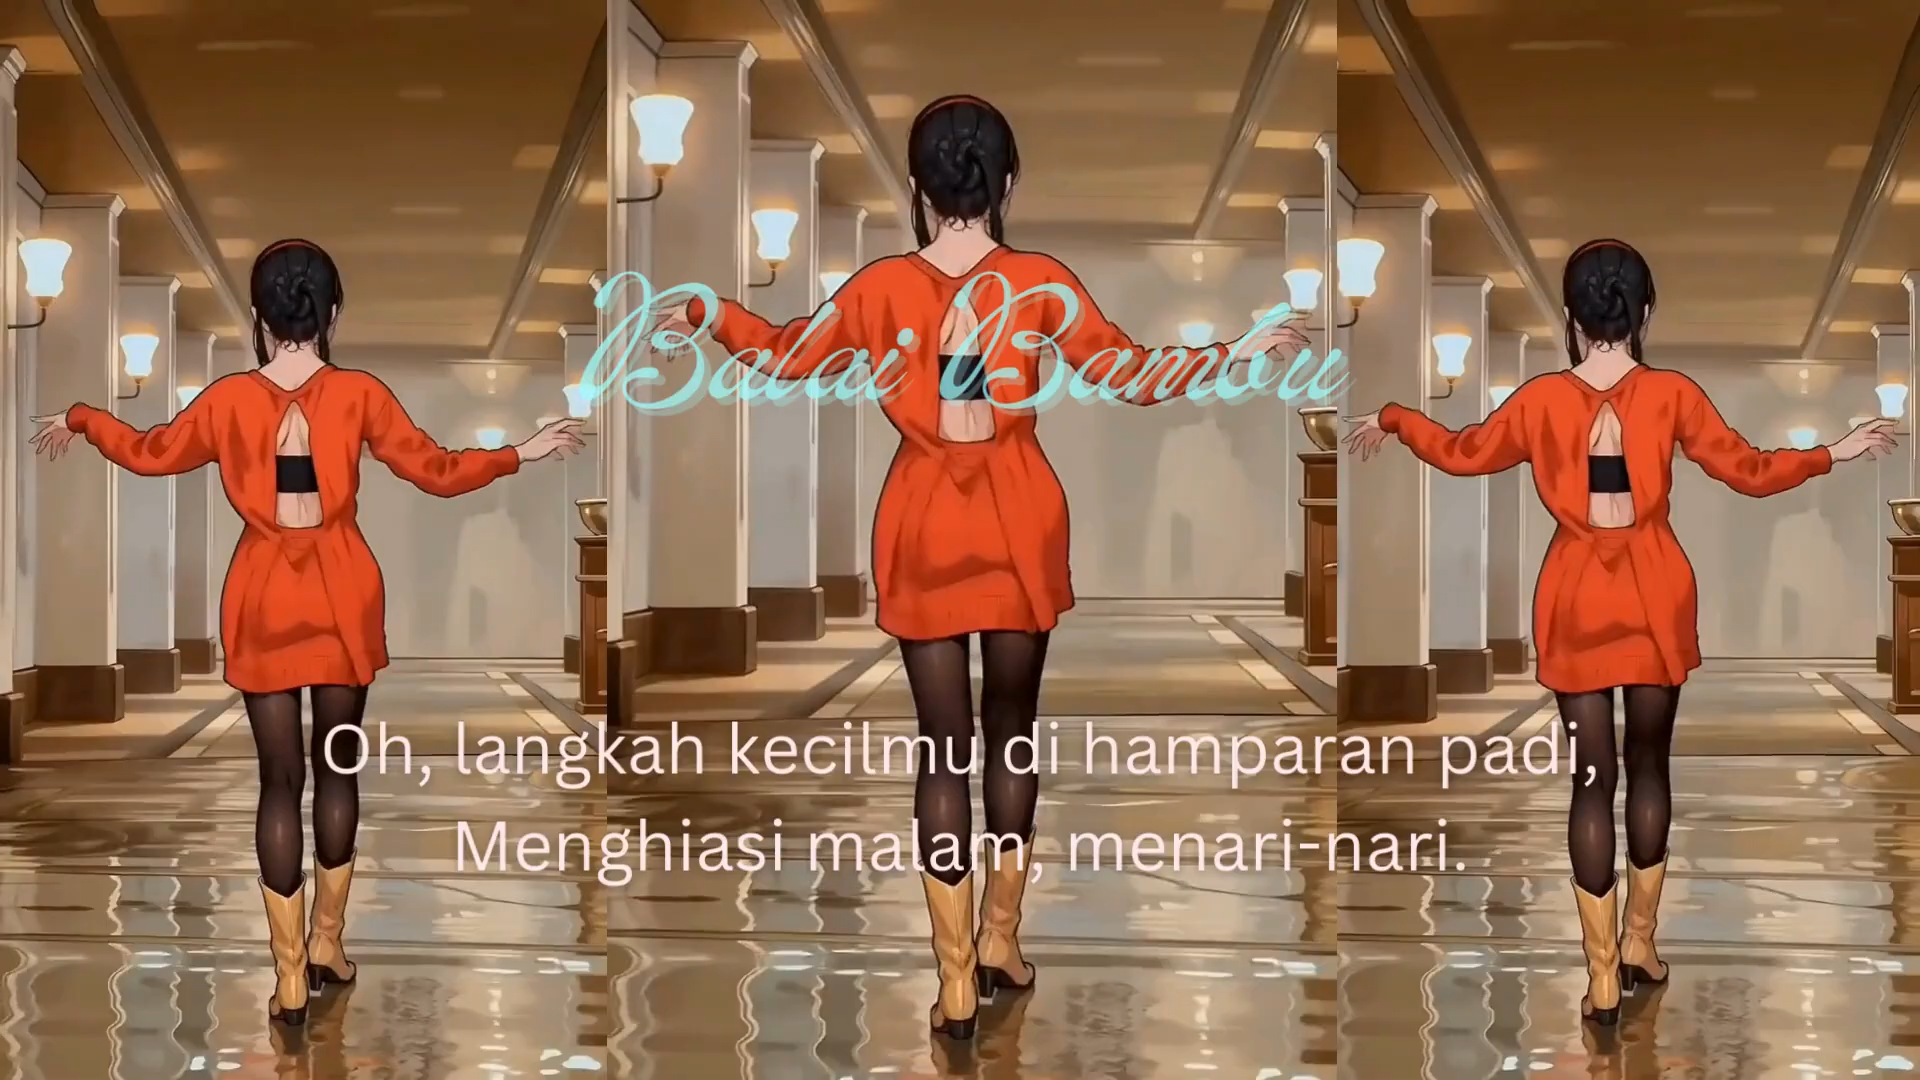 Balai Bambu
Oh, langkah kecilmu di hamparan padi,
Menghiasi malam, menari-nari.